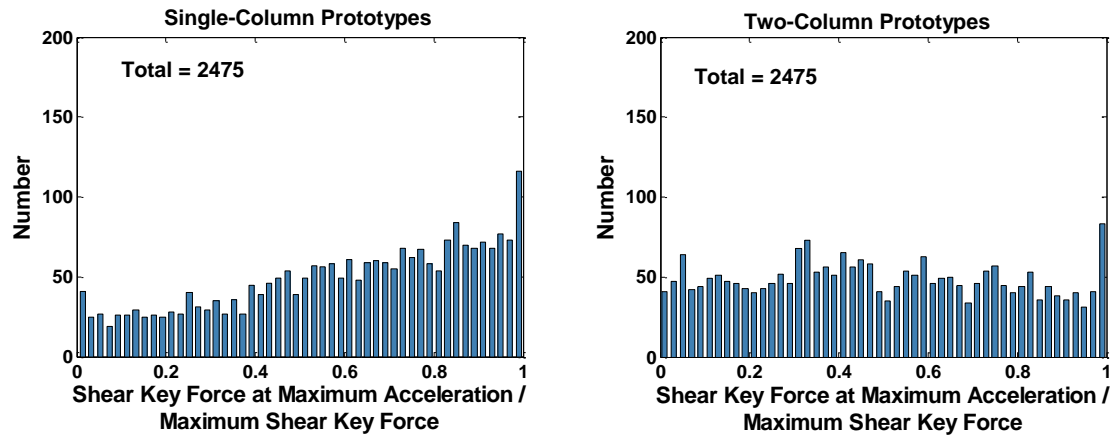 Single-Column Prototypes
200
150
100
50
0
Number
Total = 2475
0 0.2 0.4 0.6 0.8 1
Shear Key Force at Maximum Acceleration /
Maximum Shear Key Force
Two-Column Prototypes
200
150
100
50
0
Number
Total = 2475
0 0.2 0.4 0.6 0.8 1
Shear Key Force at Maximum Acceleration /
Maximum Shear Key Force